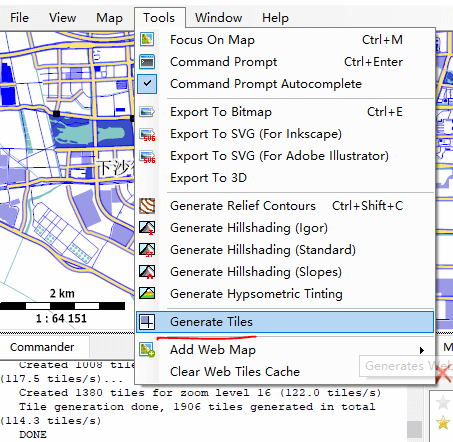 File View Map Tools Window Help
Focus On Map Ctrl+M
Command Prompt Ctrl+Enter
Command Prompt Autocomplete
Export To Bitmap Ctrl+E
Export To SVG (For Inkscape)
Export To SVG (For Adobe Illustrator)
Export To 3D
Generate Relief Contours Ctrl+Shift+C
Generate Hillshading (Igor)
Generate Hillshading (Standard)
Generate Hillshading (Slopes)
Generate Hypsometric Tinting
Generate Tiles
Add Web Map
Clear Web Tiles Cache
Generates Web
下沙
2 km
1 : 64 151
Commander
M
Created 1008 tile
(117.5 tiles/s)...
Created 1380 tiles for zoom level 16 (122.0 tiles/s)
Tile generation done, 1906 tiles generated in total
(114.3 tiles/s)
DONE